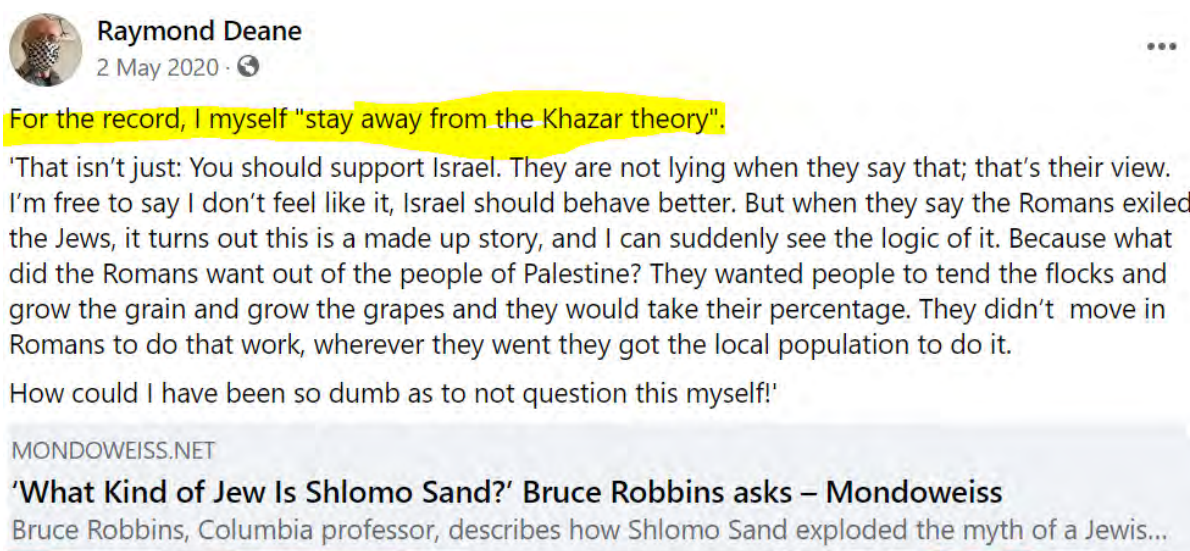 Raymond Deane
2 May 2020 ·
For the record, I myself "stay away from the Khazar theory".
'That isn’t just: You should support Israel. They are not lying when they say that; that’s their view.
I’m free to say I don’t feel like it, Israel should behave better. But when they say the Romans exiled
the Jews, it turns out this is a made up story, and I can suddenly see the logic of it. Because what
did the Romans want out of the people of Palestine? They wanted people to tend the flocks and
grow the grain and grow the grapes and they would take their percentage. They didn’t move in
Romans to do that work, wherever they went they got the local population to do it.
How could I have been so dumb as to not question this myself!'
MONDOWEISS.NET
‘What Kind of Jew Is Shlomo Sand?’ Bruce Robbins asks – Mondoweiss
Bruce Robbins, Columbia professor, describes how Shlomo Sand exploded the myth of a Jewis...